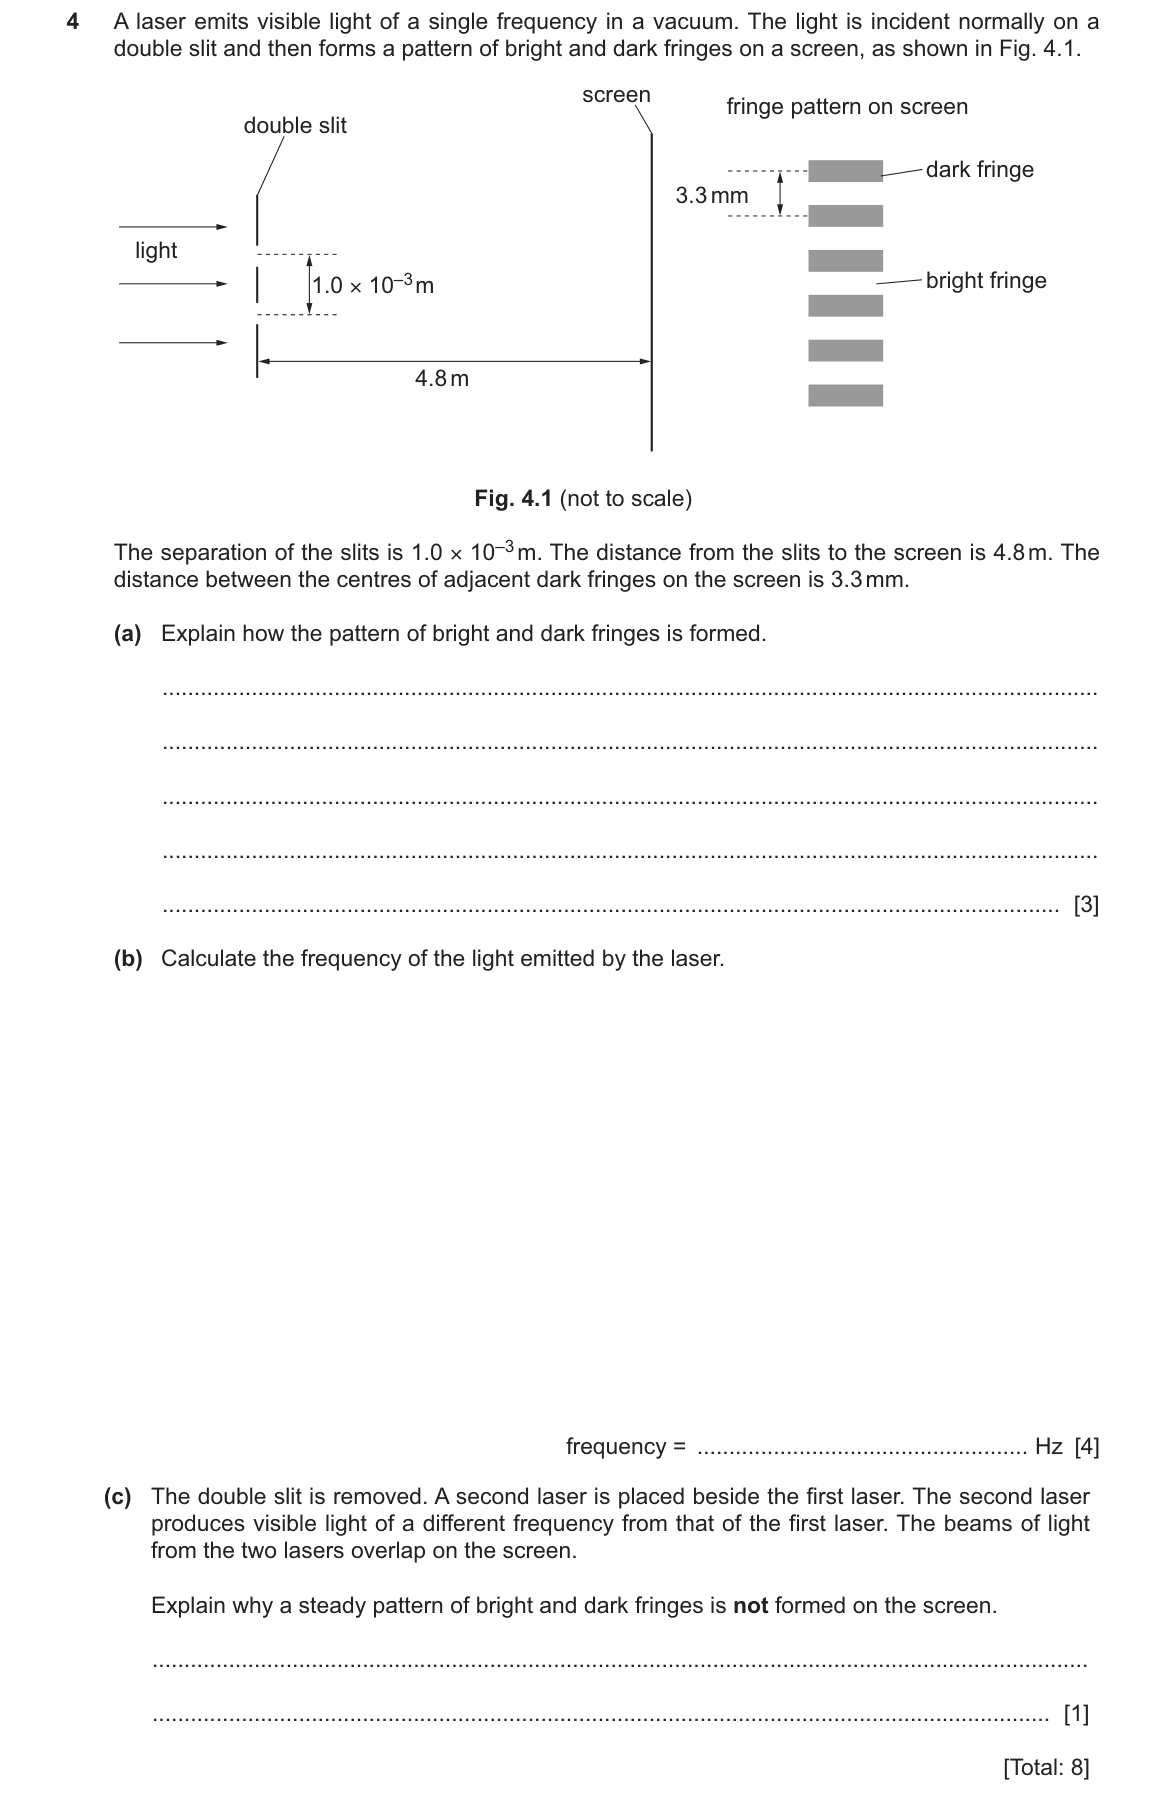 4 A laser emits visible light of a single frequency in a vacuum. The light is incident normally on a
double slit and then forms a pattern of bright and dark fringes on a screen, as shown in Fig. 4.1.
screen
fringe pattern on screen
double slit
dark fringe
3.3 mm
light
1.0 × 10⁻³ m
bright fringe
4.8 m
Fig. 4.1 (not to scale)
The separation of the slits is 1.0 × 10⁻³ m. The distance from the slits to the screen is 4.8 m. The
distance between the centres of adjacent dark fringes on the screen is 3.3 mm.
(a) Explain how the pattern of bright and dark fringes is formed.
..........................................................................................
..........................................................................................
..........................................................................................
..........................................................................................
.......................................................................................... [3]
(b) Calculate the frequency of the light emitted by the laser.
frequency = .................................................... Hz [4]
(c) The double slit is removed. A second laser is placed beside the first laser. The second laser
produces visible light of a different frequency from that of the first laser. The beams of light
from the two lasers overlap on the screen.
Explain why a steady pattern of bright and dark fringes is not formed on the screen.
..........................................................................................
.......................................................................................... [1]
[Total: 8]